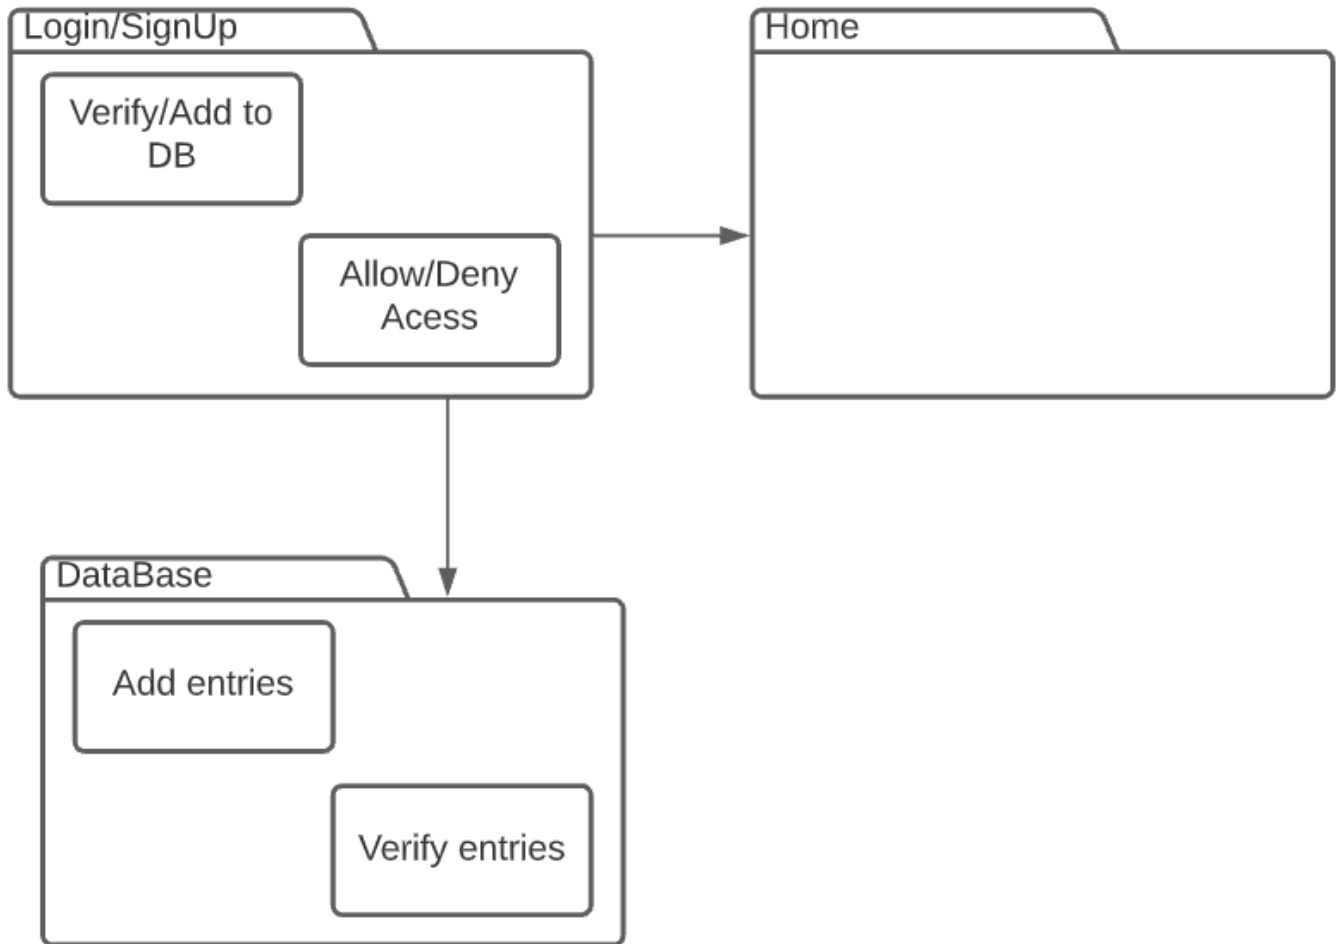 Login/SignUp
Verify/Add to
DB
Allow/Deny
Acess
Home
DataBase
Add entries
Verify entries